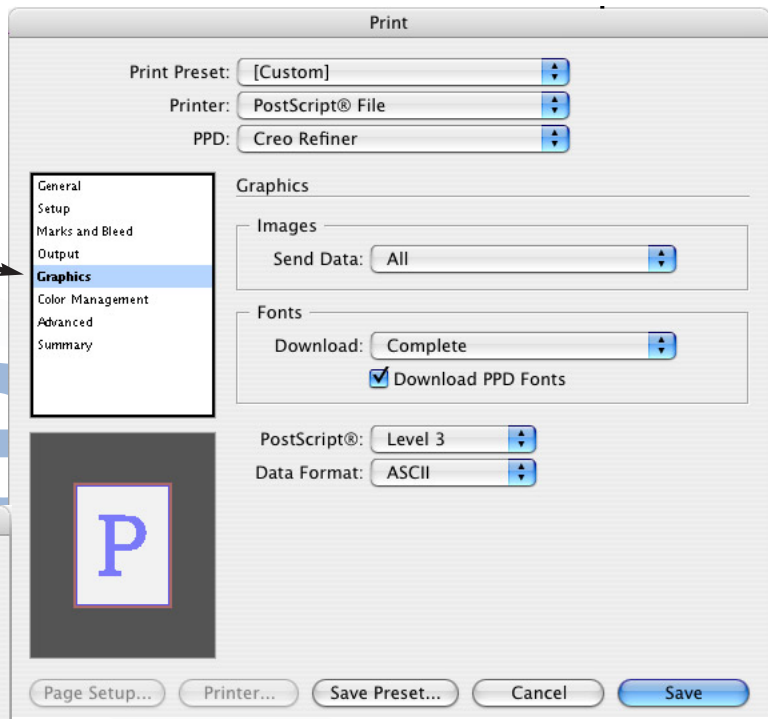 Print
Print Preset: [Custom]
Printer: PostScript® File
PPD: Creo Refiner
General
Setup
Marks and Bleed
Output
Graphics
Color Management
Advanced
Summary
Graphics
Images
Send Data: All
Fonts
Download: Complete
Download PPD Fonts
PostScript®: Level 3
Data Format: ASCII
P
Page Setup... Printer... Save Preset... Cancel Save